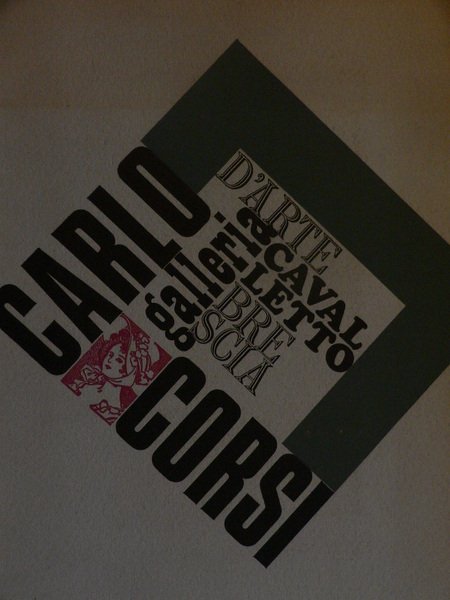 CARLO
galleria
D'ARTE
CAVAL
LETTO
BRE
SCIA
CORSI